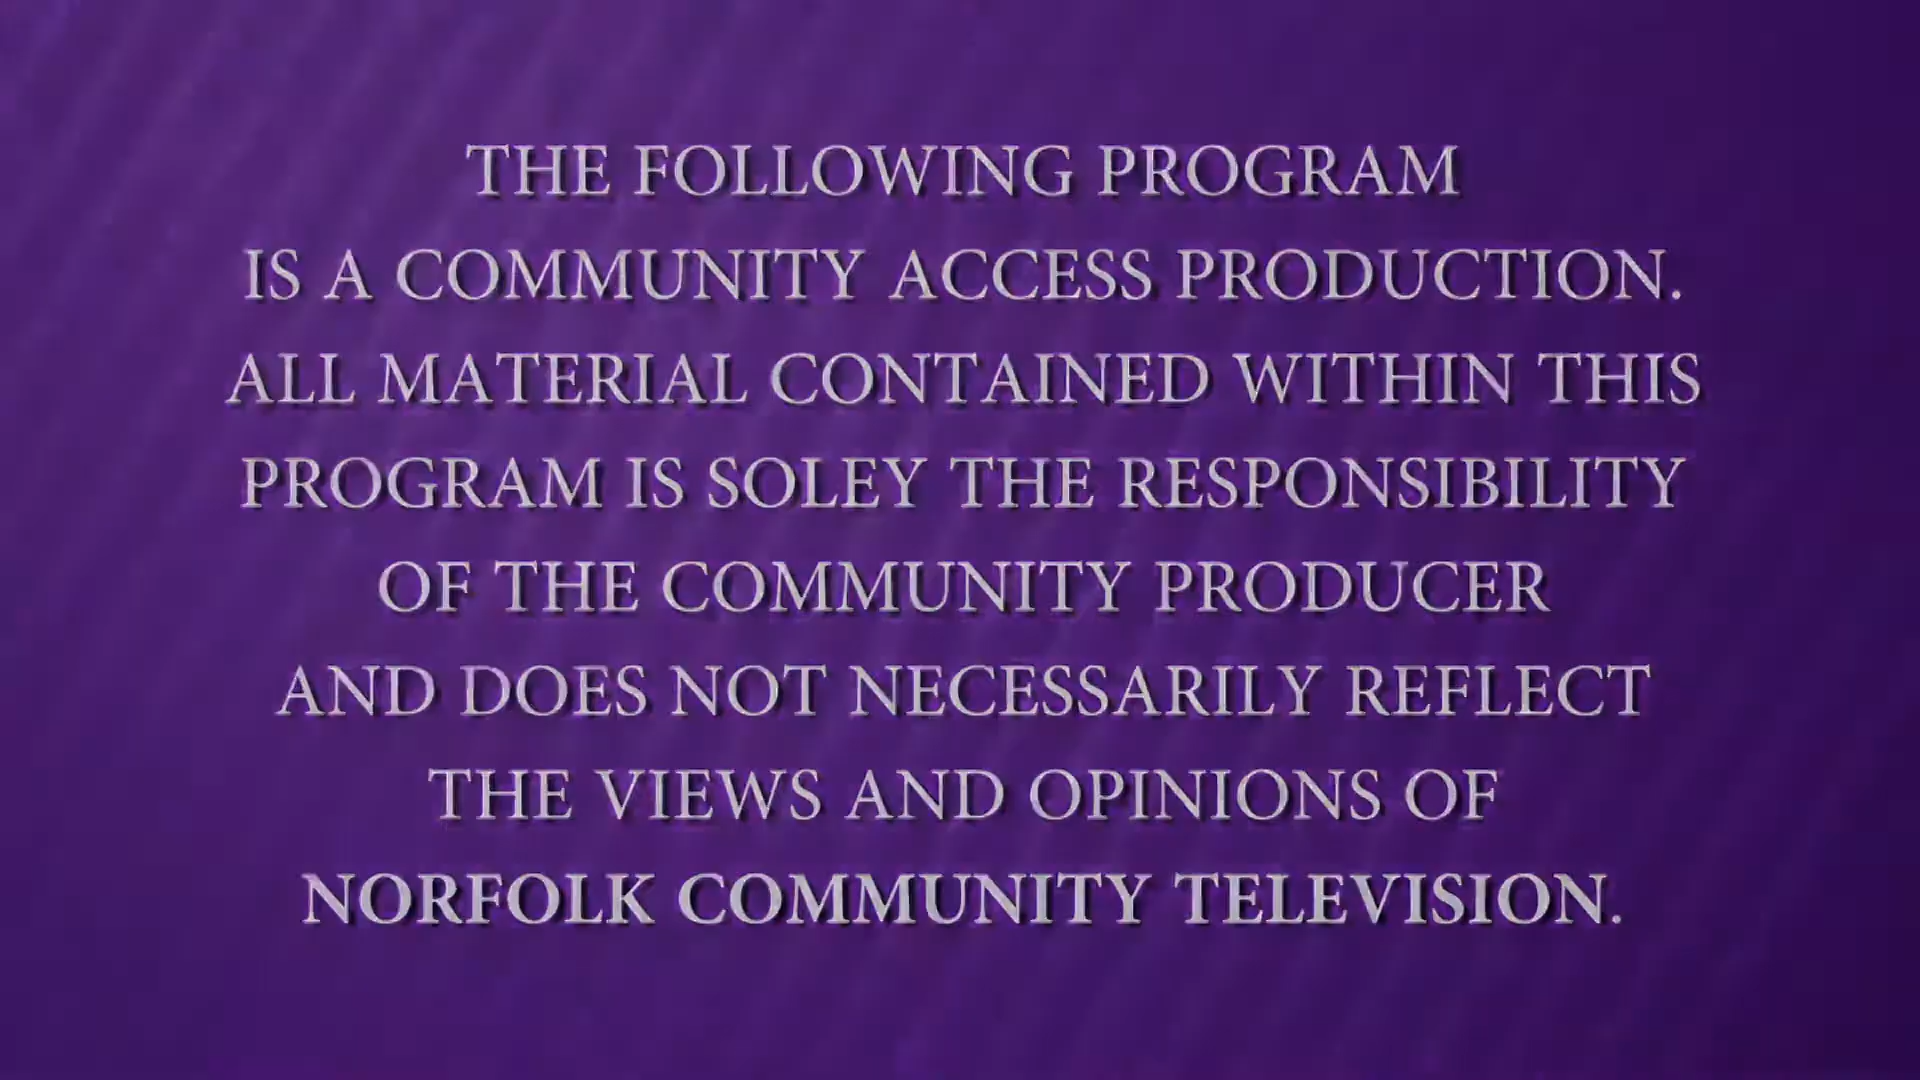 THE FOLLOWING PROGRAM
IS A COMMUNITY ACCESS PRODUCTION.
ALL MATERIAL CONTAINED WITHIN THIS
PROGRAM IS SOLEY THE RESPONSIBILITY
OF THE COMMUNITY PRODUCER
AND DOES NOT NECESSARILY REFLECT
THE VIEWS AND OPINIONS OF
NORFOLK COMMUNITY TELEVISION.